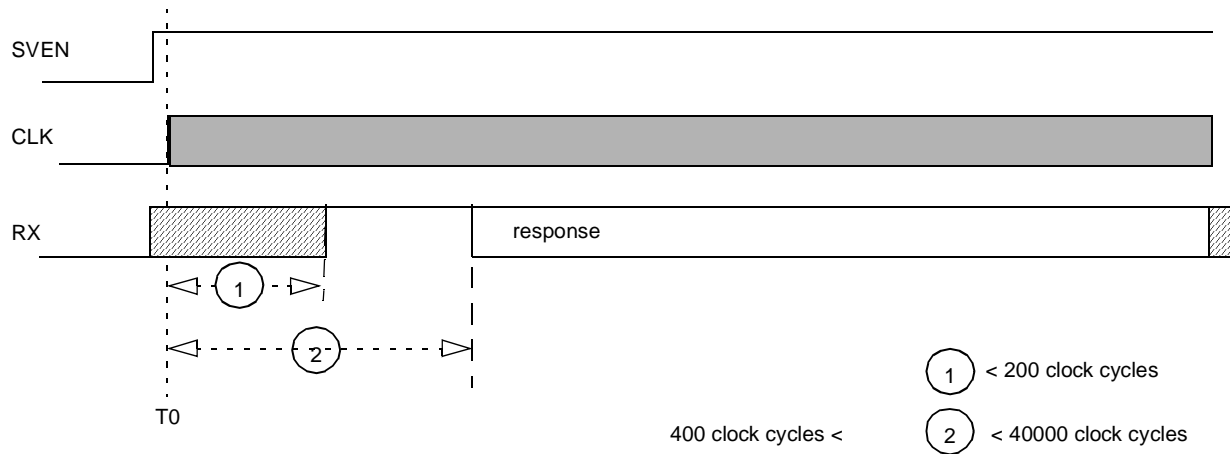 SVEN
CLK
RX
response
1
2
T0
1 < 200 clock cycles
400 clock cycles < 2 < 40000 clock cycles